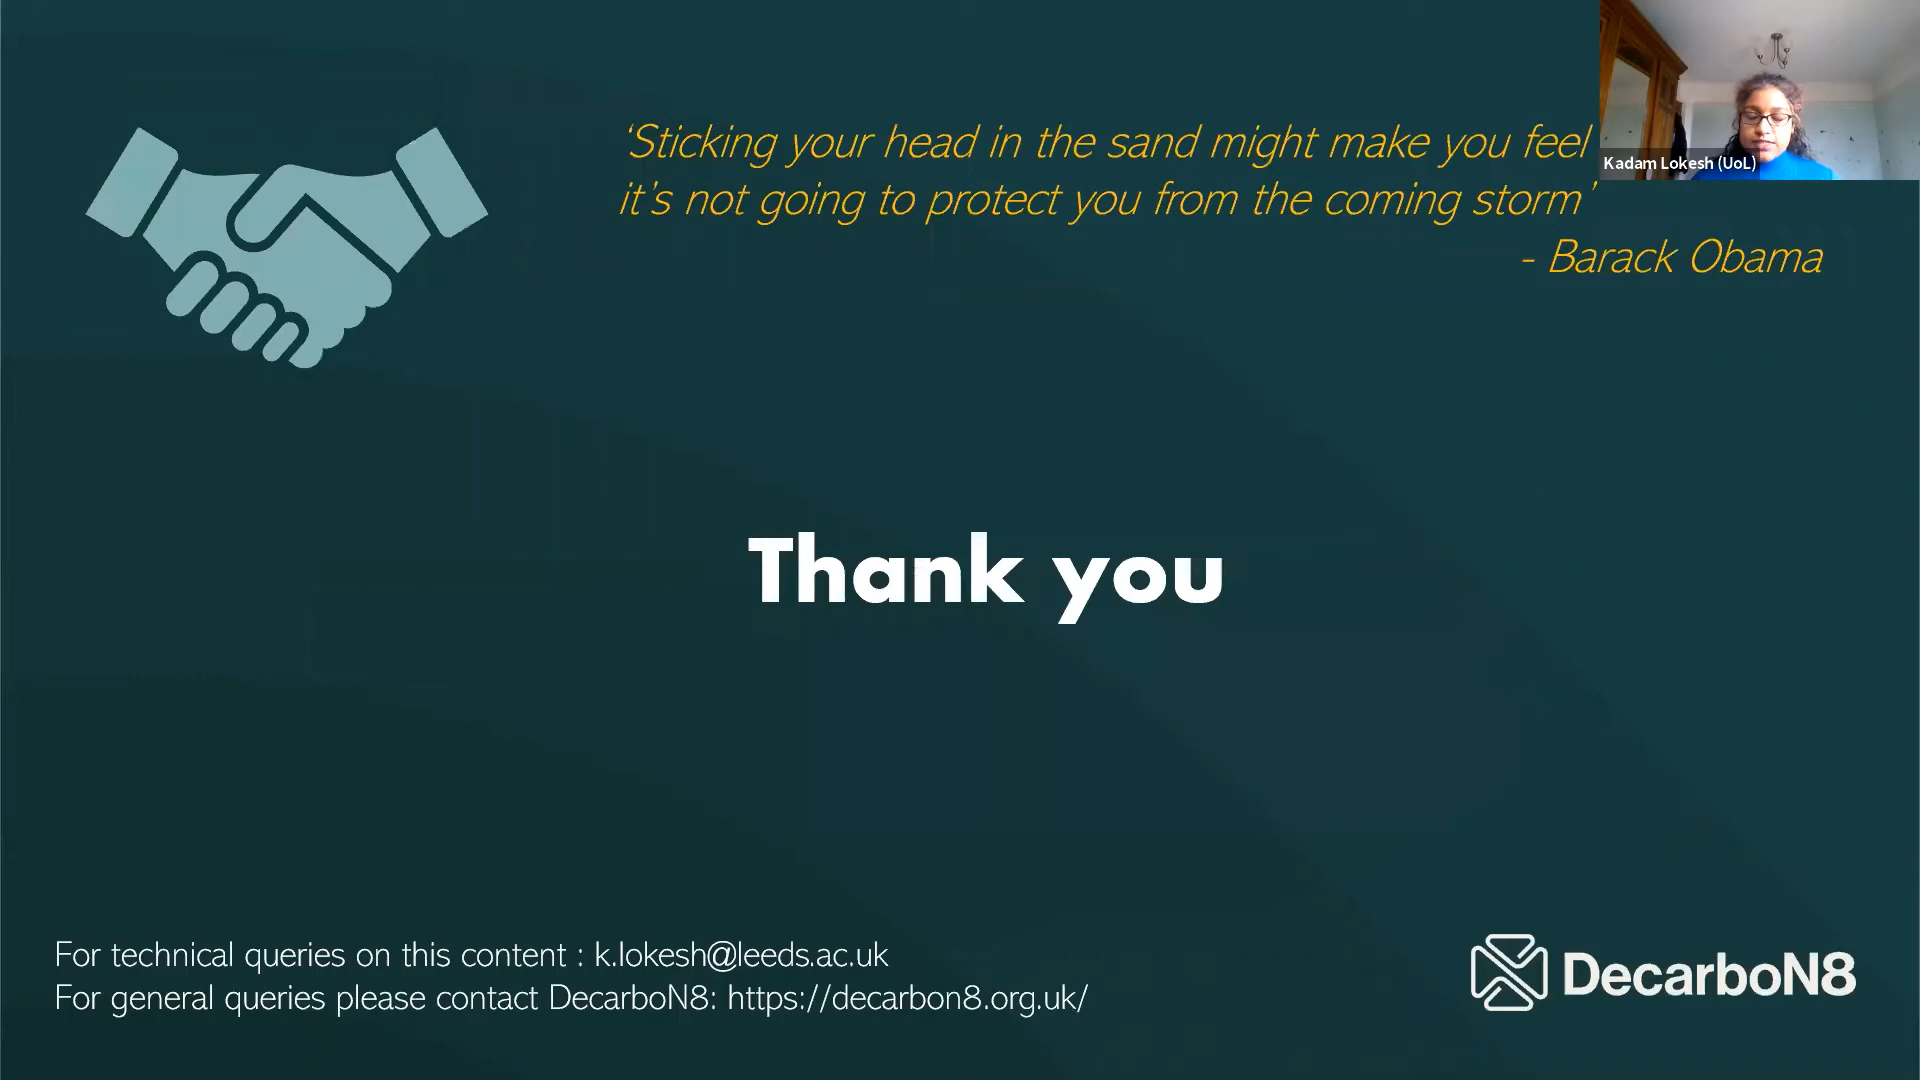 ‘Sticking your head in the sand might make you feel
it’s not going to protect you from the coming storm’
- Barack Obama
Kadam Lokesh (UoL)
Thank you
For technical queries on this content : k.lokesh@leeds.ac.uk
For general queries please contact DecarboN8: https://decarbon8.org.uk/
DecarboN8